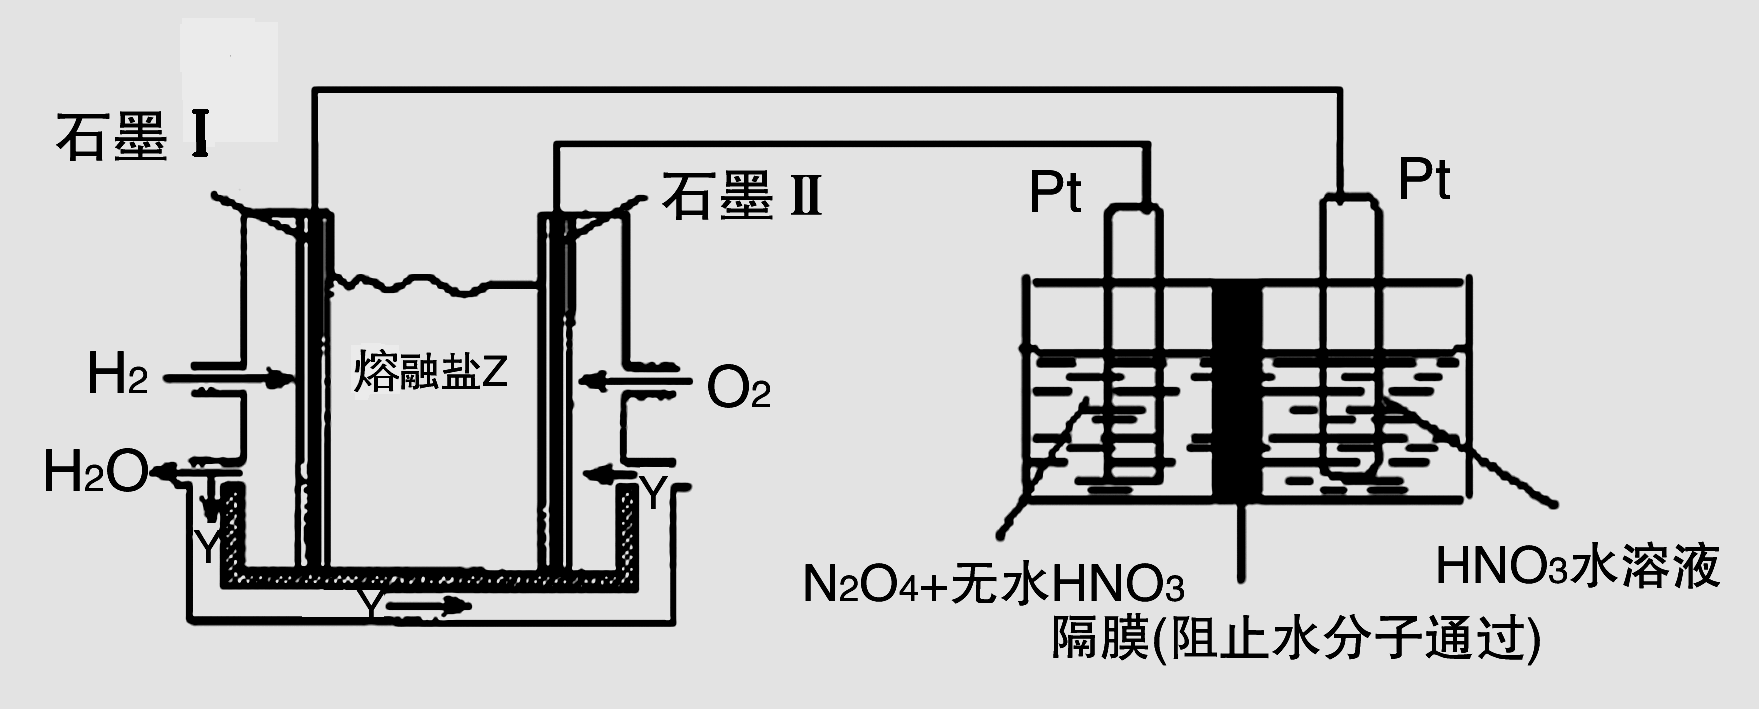 石墨 Ⅰ
石墨 Ⅱ
Pt
Pt
H2
熔融盐Z
O2
H2O
Y
Y
Y
N2O4+无水HNO3
HNO3水溶液
隔膜(阻止水分子通过)